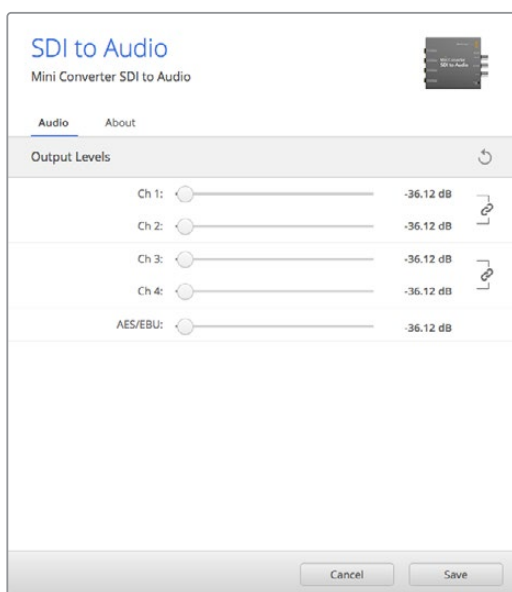 SDI to Audio
Mini Converter SDI to Audio
Audio About
Output Levels
Ch 1: -36.12 dB
Ch 2: -36.12 dB
Ch 3: -36.12 dB
Ch 4: -36.12 dB
AES/EBU: -36.12 dB
Cancel Save